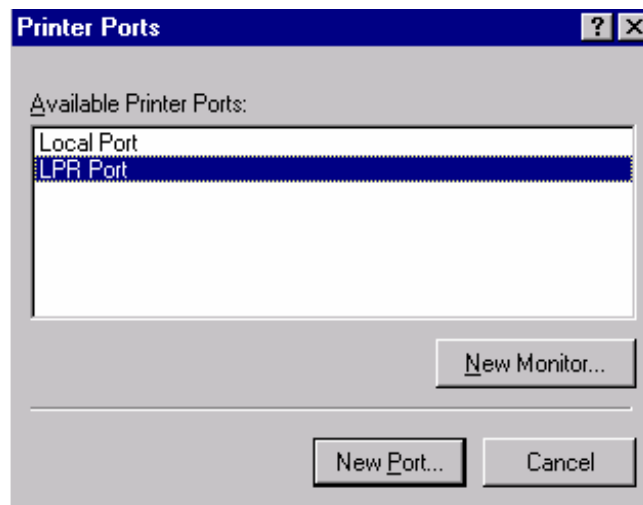 Printer Ports
? X
Available Printer Ports:
Local Port
LPR Port
New Monitor...
New Port...
Cancel